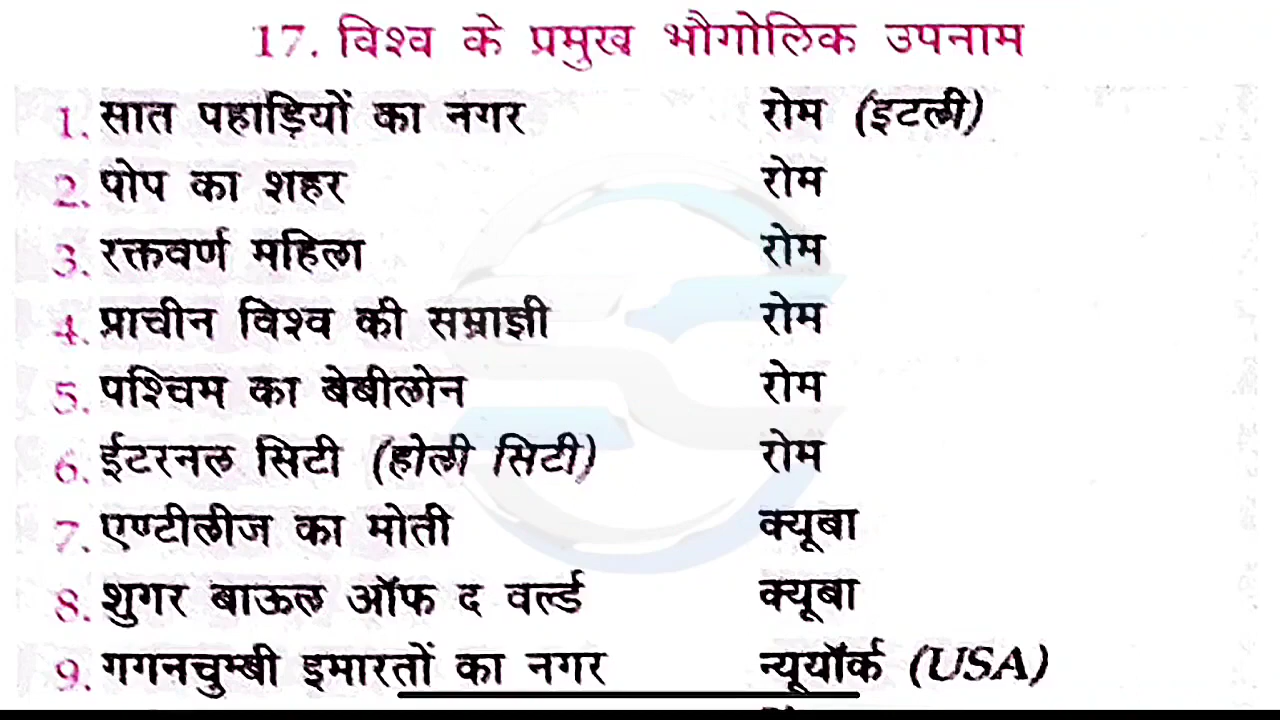 17. विश्व के प्रमुख भौगोलिक उपनाम
1. सात पहाड़ियों का नगर रोम (इटली)
2. पोप का शहर रोम
3. रक्तवर्ण महिला रोम
4. प्राचीन विश्व की सम्राज्ञी रोम
5. पश्चिम का बेबीलोन रोम
6. ईटरनल सिटी (होली सिटी) रोम
7. एण्टीलीज का मोती क्यूबा
8. शुगर बाऊल ऑफ द वर्ल्ड क्यूबा
9. गगनचुम्बी इमारतों का नगर न्यूयॉर्क (USA)